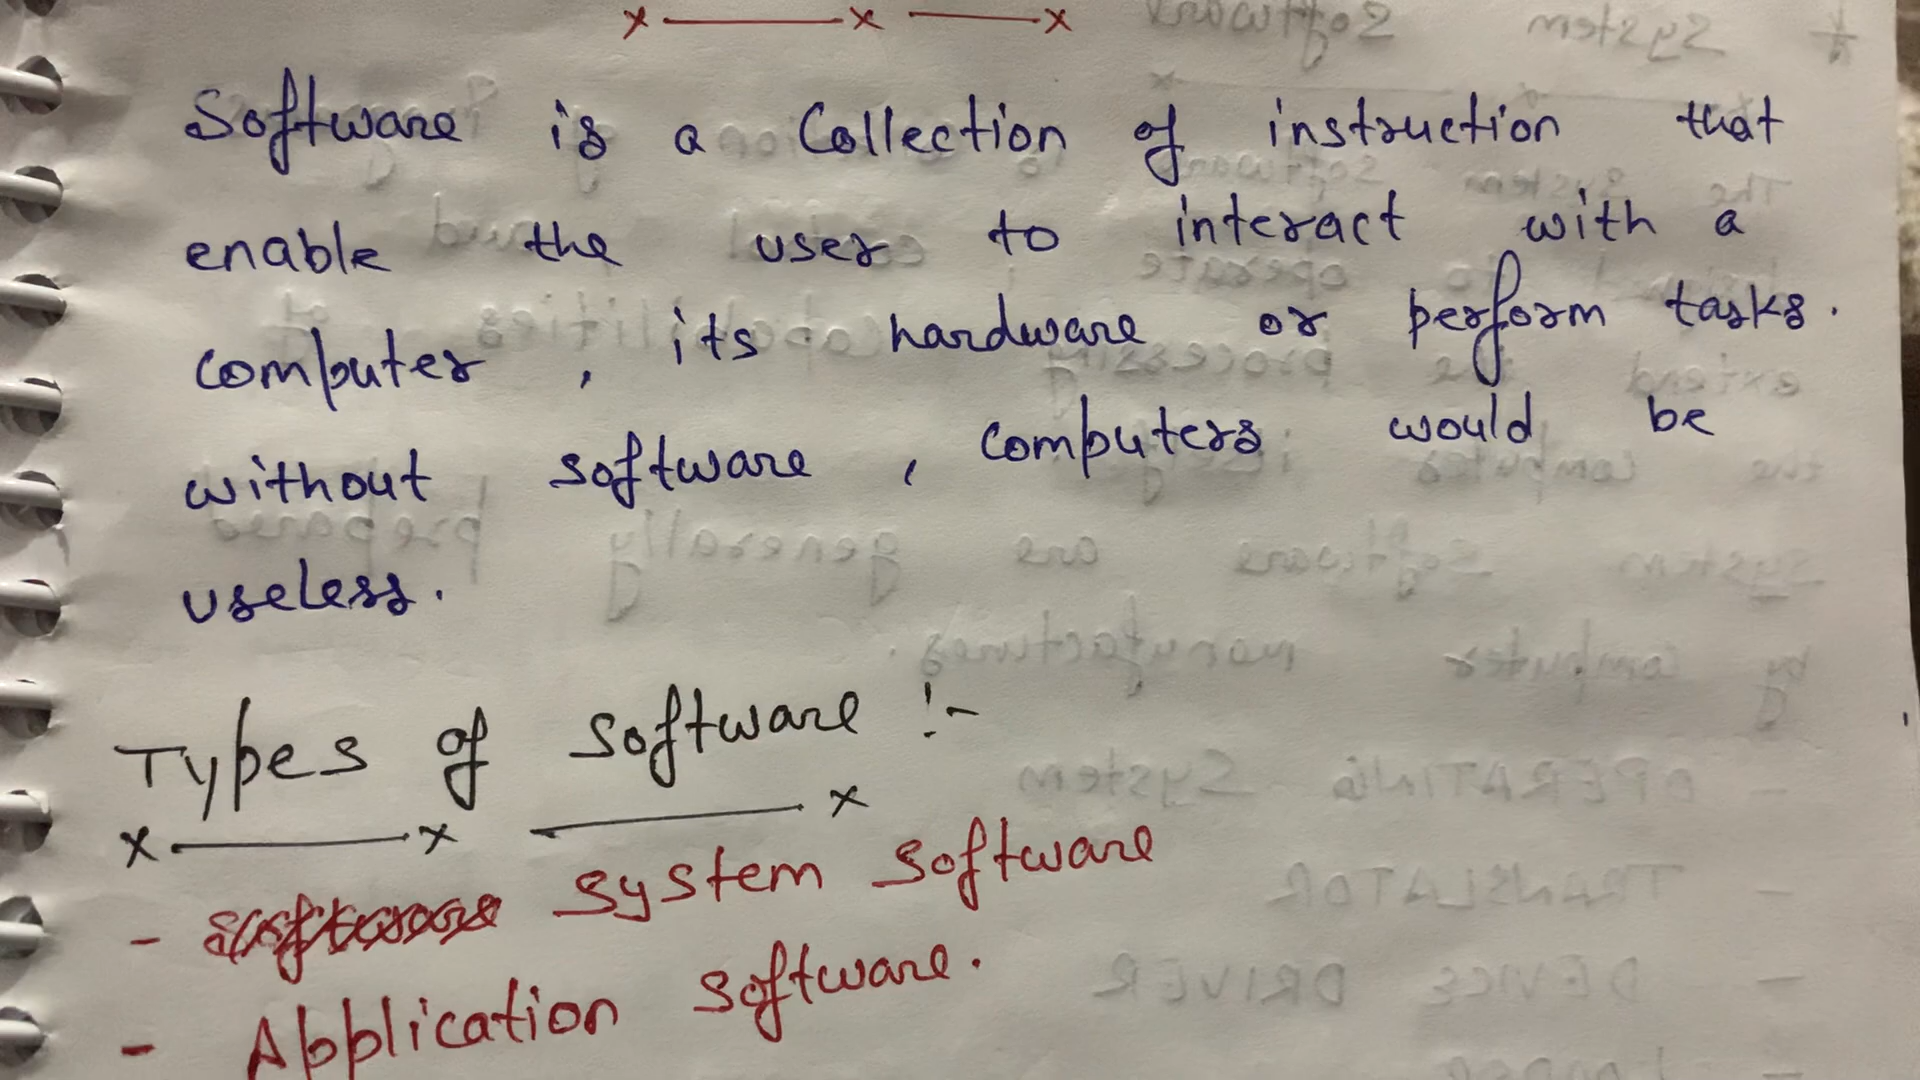 Software is a Collection of instruction that
enable the user to interact with a
computer, its hardware or perform tasks.
without software, computers would be
useless.
Types of software :-
- System software
- Application software.